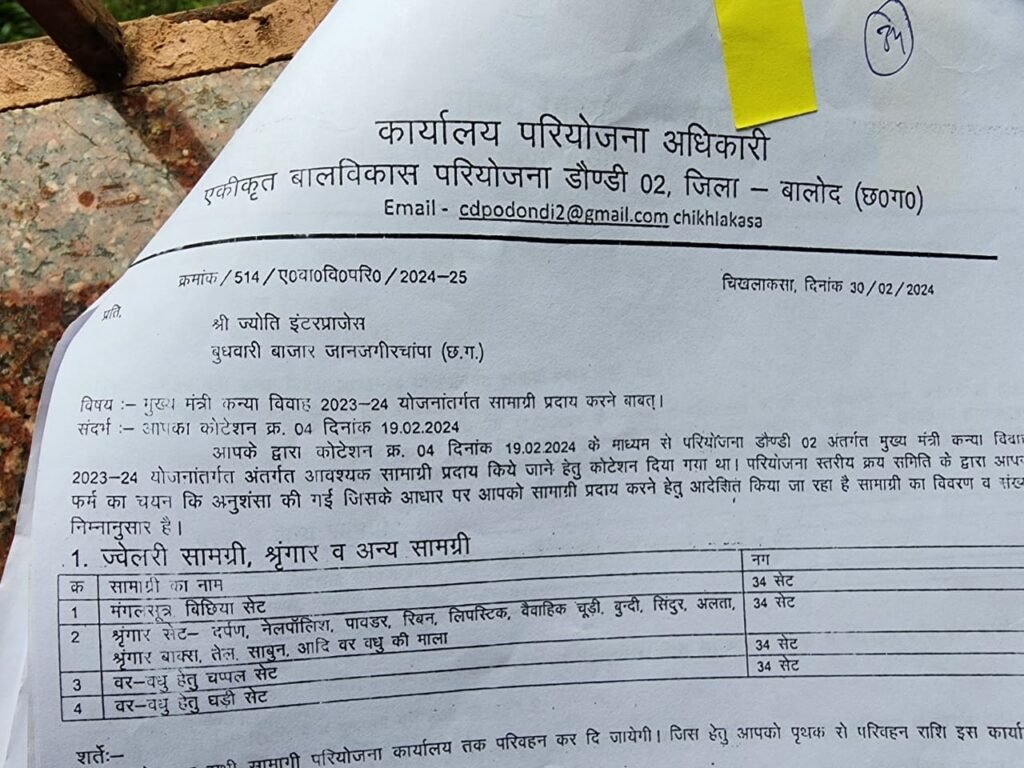 34
कार्यालय परियोजना अधिकारी
एकीकृत बालविकास परियोजना डौण्डी 02, जिला – बालोद (छ0ग0)
Email - cdpodondi2@gmail.com chikhlakasa
क्रमांक/514/ए0वा0वि0परि0/2024-25
चिखलाकसा, दिनांक 30/02/2024
प्रति,
श्री ज्योति इंटरप्राजेस
बुधवारी बाजार जानजगीरचांपा (छ.ग.)
विषय :– मुख्य मंत्री कन्या विवाह 2023-24 योजनांतर्गत सामाग्री प्रदाय करने बाबत्।
संदर्भ :– आपका कोटेशन क्र. 04 दिनांक 19.02.2024
आपके द्वारा कोटेशन क्र. 04 दिनांक 19.02.2024 के माध्यम से परियोजना डौण्डी 02 अंतर्गत मुख्य मंत्री कन्या विवाह
2023-24 योजनांतर्गत अंतर्गत आवश्यक सामाग्री प्रदाय किये जाने हेतु कोटेशन दिया गया था। परियोजना स्तरीय क्रय समिति के द्वारा
फर्म का चयन कि अनुशंसा की गई जिसके आधार पर आपको सामाग्री प्रदाय करने हेतु आदेशित किया जा रहा है सामाग्री का विवरण व
निम्नानुसार है।
1. ज्वेलरी सामग्री, श्रृंगार व अन्य सामग्री
क सामाग्री का नाम नग
1 मंगलसूत्र, बिछिया सेट 34 सेट
2 श्रृंगार सेट– दर्पण, नेलपॉलिश, पावडर, रिबन, लिपस्टिक, वैवाहिक चूड़ी, बुन्दी, सिंदुर, अलता, 34 सेट
श्रृंगार बाक्स, तेल, साबुन, आदि वर वधु की माला
3 वर–वधु हेतु चप्पल सेट 34 सेट
4 वर–वधु हेतु घड़ी सेट 34 सेट
शर्तेः–
सामागी परियोजना कार्यालय तक परिवहन कर दि जायेगी। जिस हेतु आपको पृथक से परिवहन राशि इस